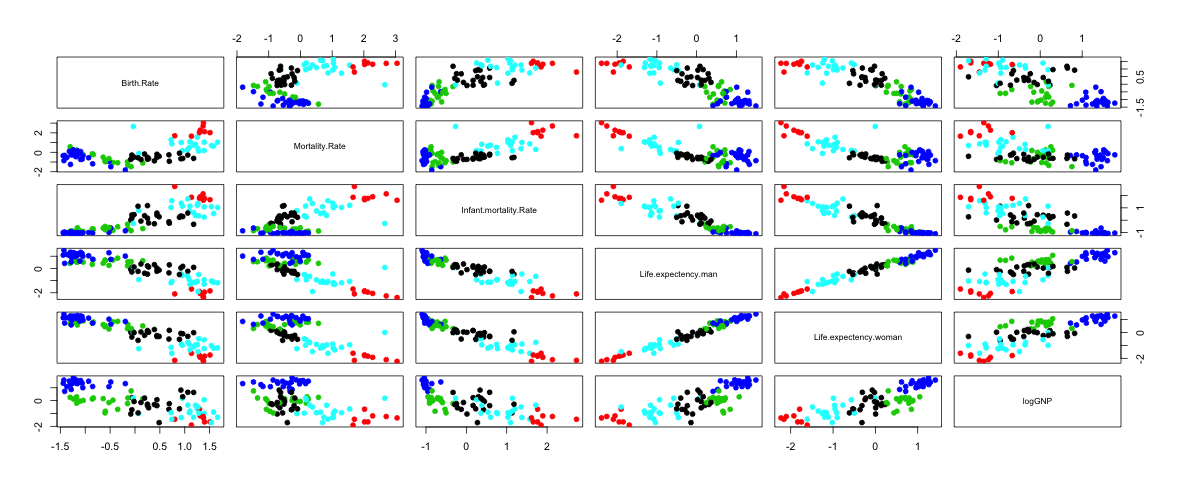 -2 -1 0 1 2 3
-2 -1 0 1
-2 -1 0 1
Birth.Rate
-1.5 0.5
-2 0 2
Mortality.Rate
Infant.mortality.Rate
-1 1
-2 0
Life.expectency.man
Life.expectency.woman
-2 0
-2 0
logGNP
-1.5 -0.5 0.5 1.0 1.5
-1 0 1 2
-2 -1 0 1